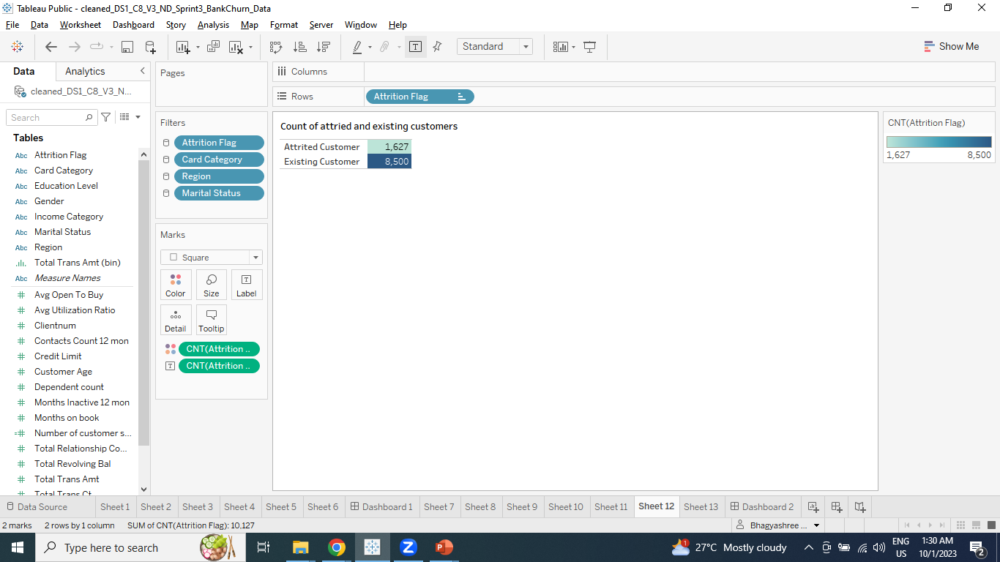 Tableau Public - cleaned_DS1_C8_V3_ND_Sprint3_BankChurn_Data
File Data Worksheet Dashboard Story Analysis Map Format Server Window Help
Standard
Show Me
Data Analytics
cleaned_DS1_C8_V3_N...
Search
Tables
Abc Attrition Flag
Abc Card Category
Abc Education Level
Abc Gender
Abc Income Category
Abc Marital Status
Abc Region
Total Trans Amt (bin)
Abc Measure Names
# Avg Open To Buy
# Avg Utilization Ratio
# Clientnum
# Contacts Count 12 mon
# Credit Limit
# Customer Age
# Dependent count
# Months Inactive 12 mon
# Months on book
=# Number of customer s...
# Total Relationship Co...
# Total Revolving Bal
# Total Trans Amt
# Total Trans Ct
Pages
Filters
Attrition Flag
Card Category
Region
Marital Status
Marks
Square
Color Size Label
Detail Tooltip
CNT(Attrition ..
CNT(Attrition ..
Columns
Rows
Attrition Flag
Count of attried and existing customers
Attrited Customer 1,627
Existing Customer 8,500
CNT(Attrition Flag)
1,627 8,500
Data Source Sheet 1 Sheet 2 Sheet 3 Sheet 4 Sheet 5 Sheet 6 Dashboard 1 Sheet 7 Sheet 8 Sheet 9 Sheet 10 Sheet 11 Sheet 12 Sheet 13 Dashboard 2
2 marks 2 rows by 1 column SUM of CNT(Attrition Flag): 10,127
Bhagyashree ...
Type here to search
1
27°C Mostly cloudy
ENG
US
1:30 AM
10/1/2023
2